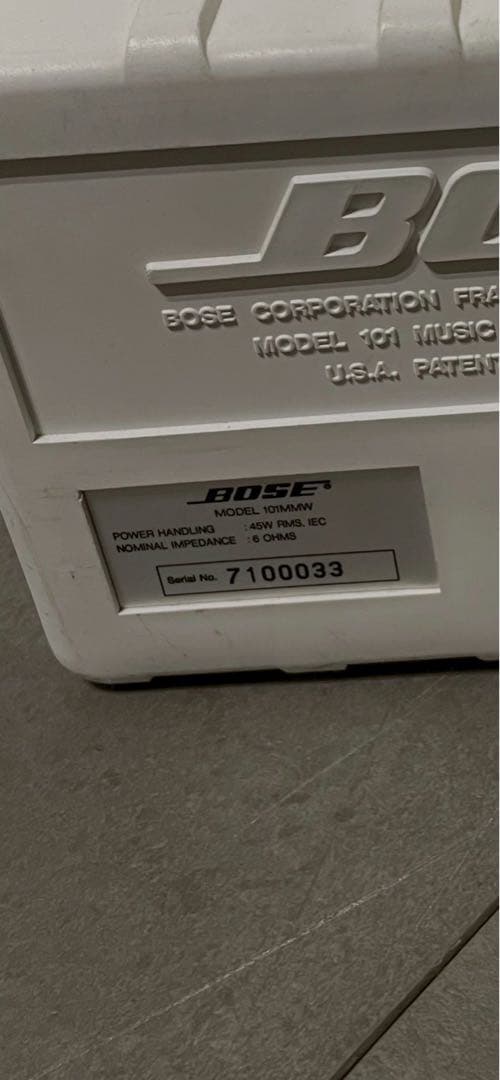 BO
BOSE CORPORATION FRA
MODEL 101 MUSIC
U.S.A. PATENT
BOSE®
MODEL 101MMW
POWER HANDLING : 45W RMS, IEC
NOMINAL IMPEDANCE : 6 OHMS
Serial No. 7100033